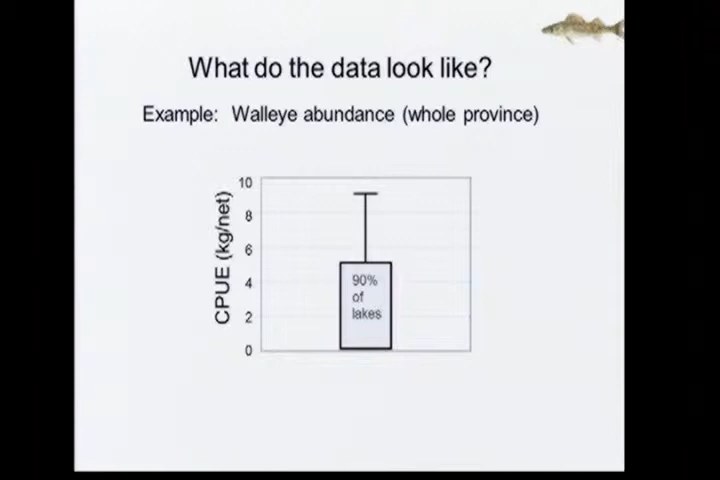 What do the data look like?
Example: Walleye abundance (whole province)
CPUE (kg/net)
10
8
6
4
2
0
90%
of
lakes